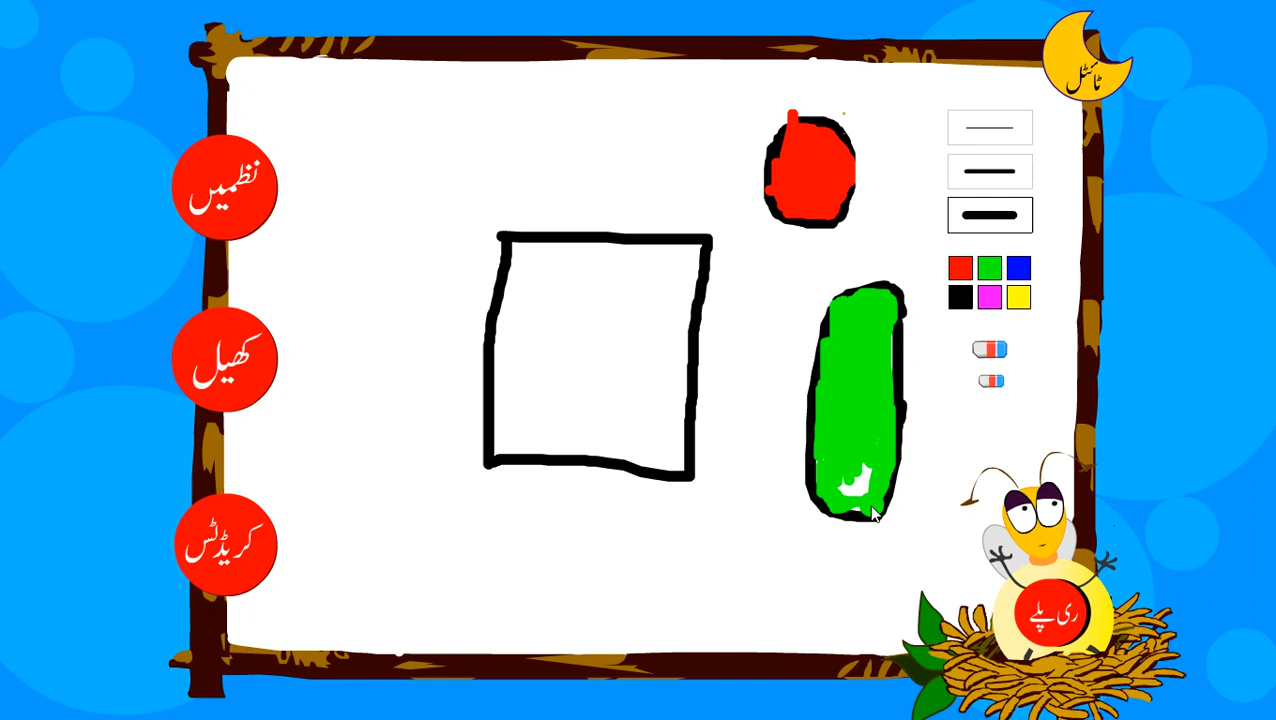 ٹائٹل
نظمیں
کھیل
کریڈٹس
ری پلے